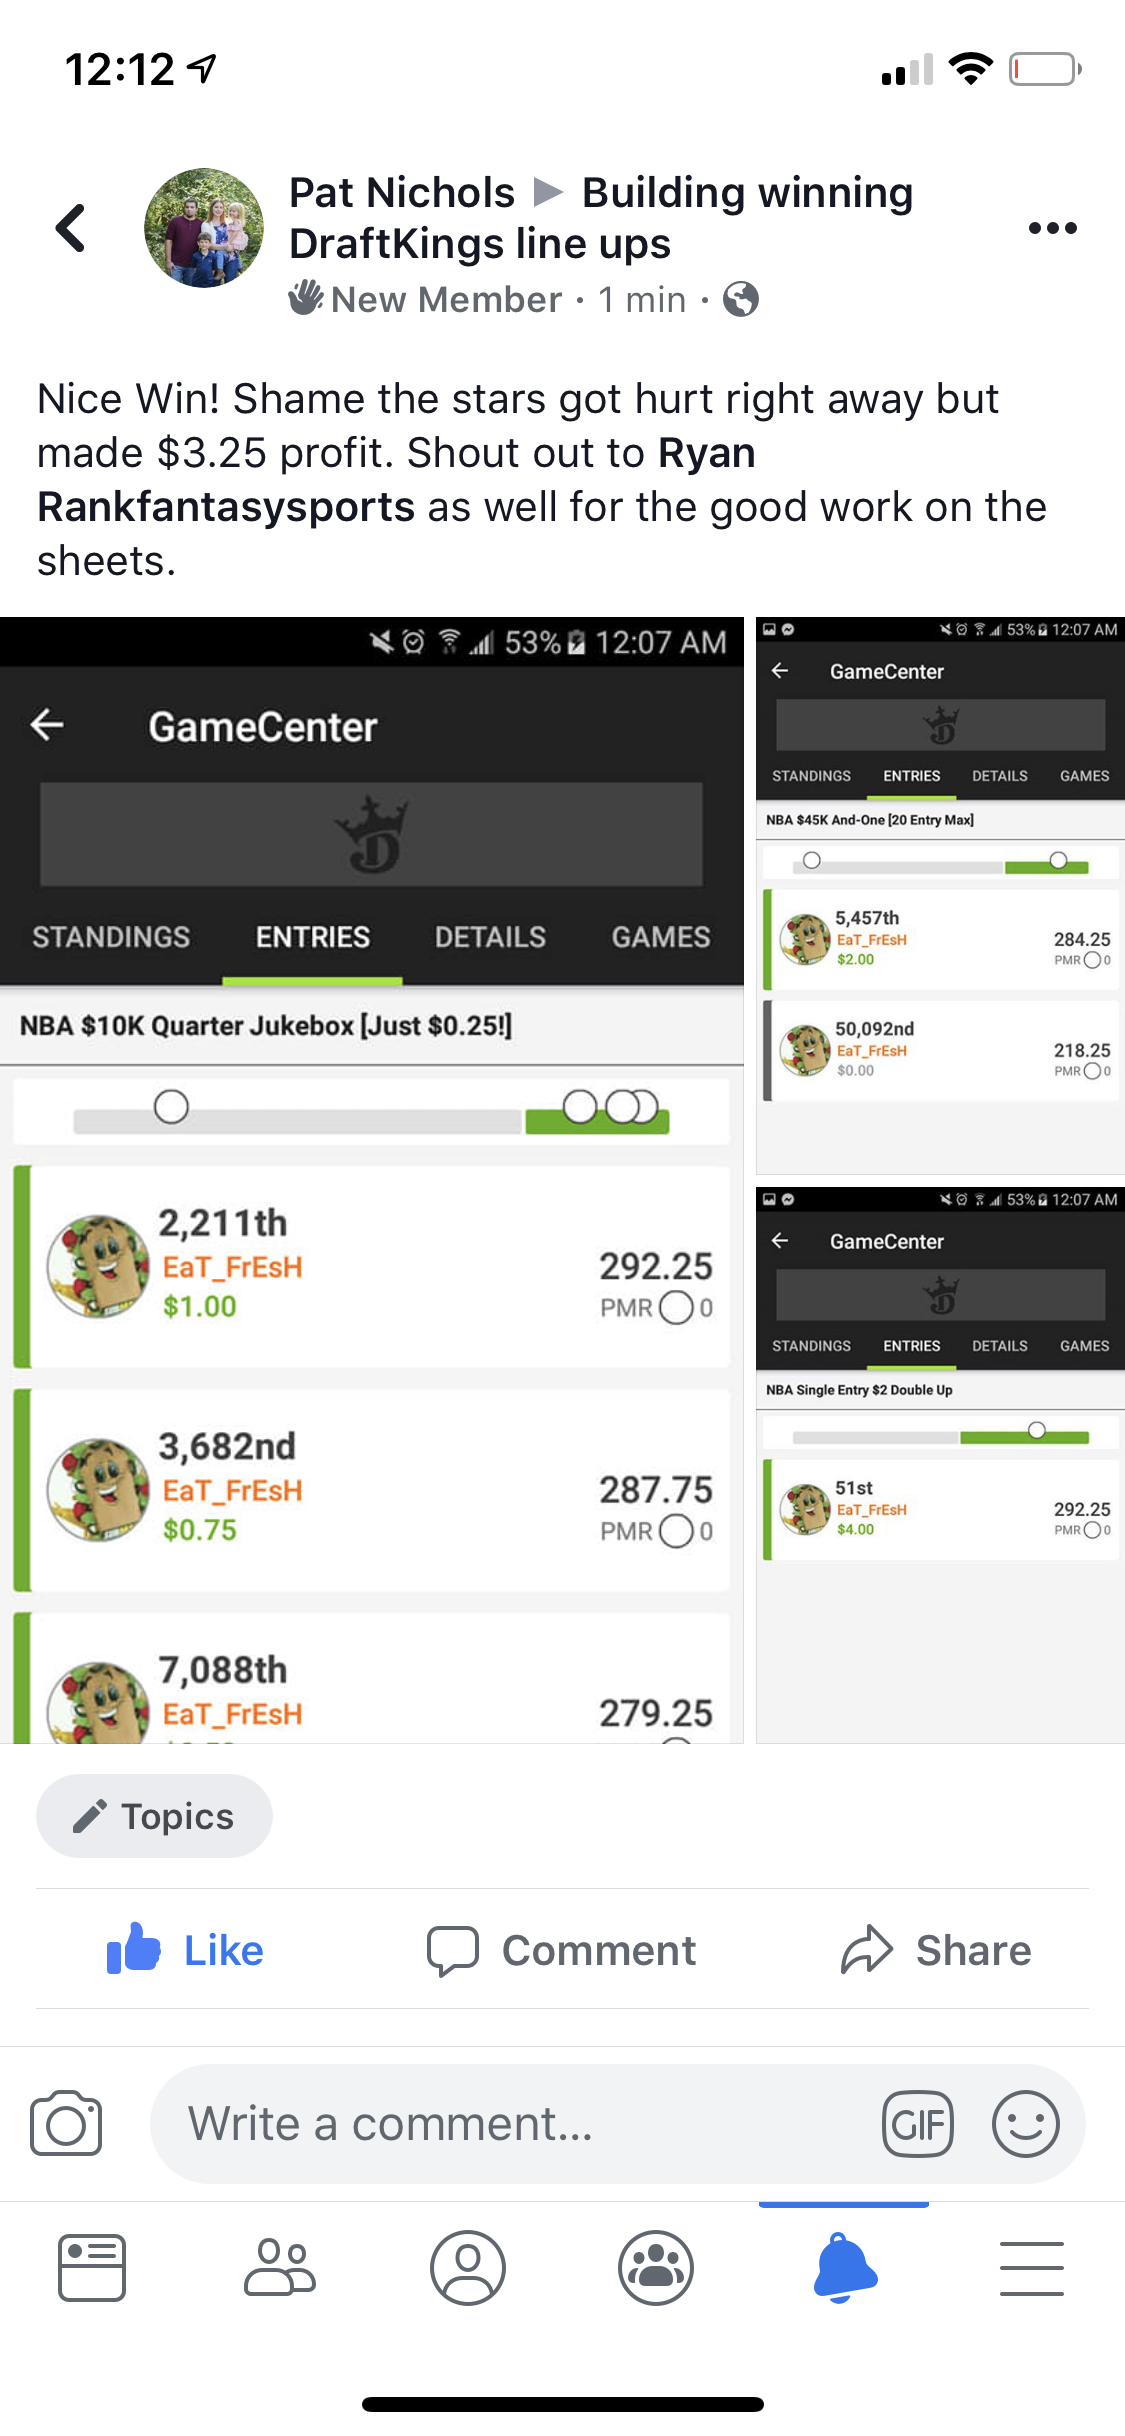 12:12
Pat Nichols ▶ Building winning
DraftKings line ups
New Member · 1 min ·
Nice Win! Shame the stars got hurt right away but
made $3.25 profit. Shout out to Ryan
Rankfantasysports as well for the good work on the
sheets.
53% 12:07 AM
GameCenter
STANDINGS ENTRIES DETAILS GAMES
NBA $10K Quarter Jukebox [Just $0.25!]
2,211th
EaT_FrEsH
$1.00
292.25
PMR 0
3,682nd
EaT_FrEsH
$0.75
287.75
PMR 0
7,088th
EaT_FrEsH
279.25
53% 12:07 AM
GameCenter
STANDINGS ENTRIES DETAILS GAMES
NBA $45K And-One [20 Entry Max]
5,457th
EaT_FrEsH
$2.00
284.25
PMR 0
50,092nd
EaT_FrEsH
$0.00
218.25
PMR 0
53% 12:07 AM
GameCenter
STANDINGS ENTRIES DETAILS GAMES
NBA Single Entry $2 Double Up
51st
EaT_FrEsH
$4.00
292.25
PMR 0
Topics
Like Comment Share
Write a comment...
GIF